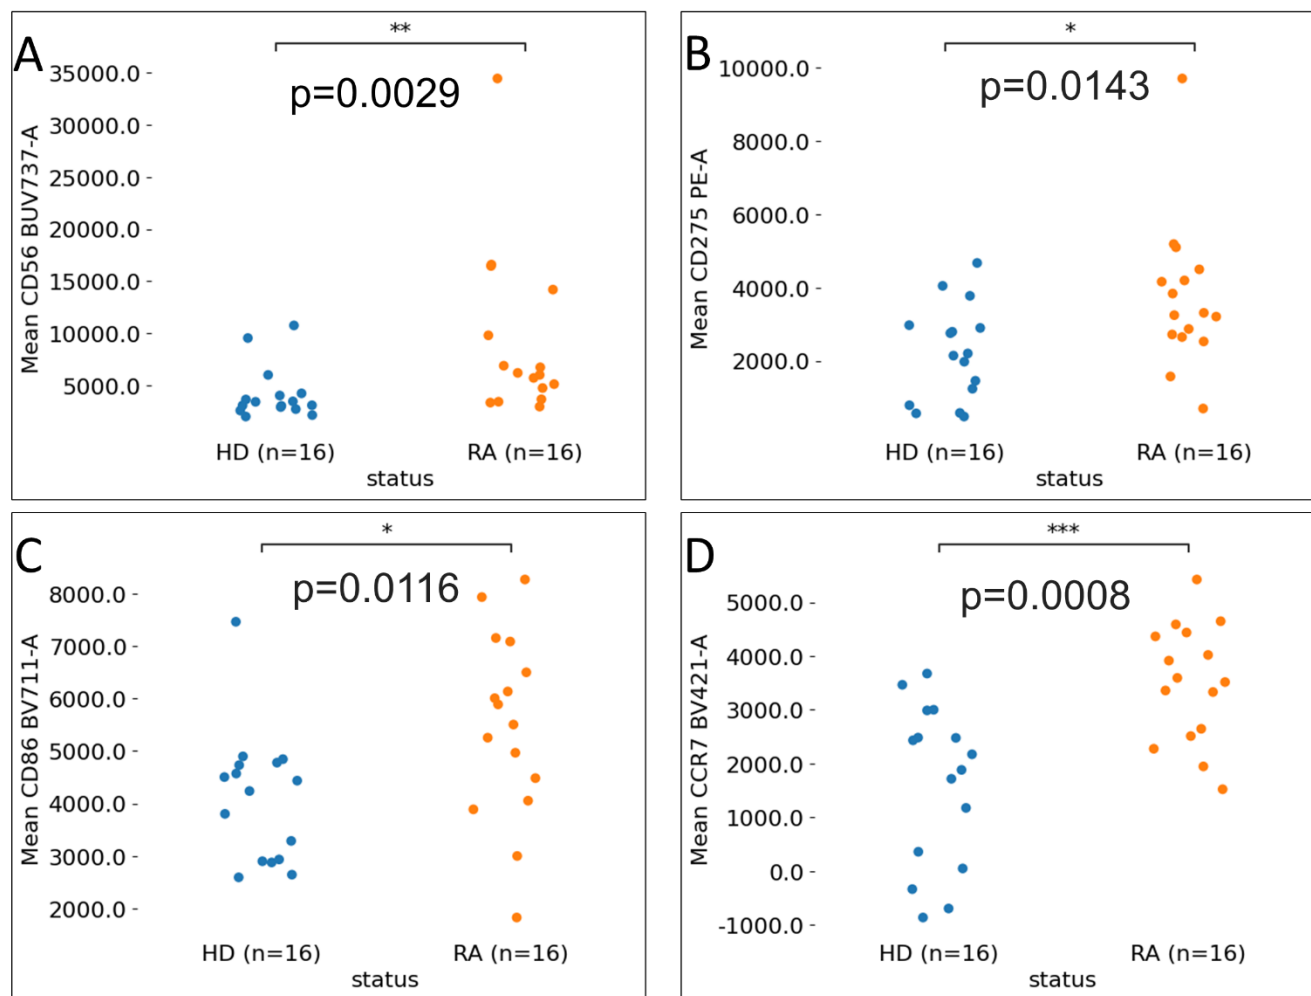 A
**
p=0.0029
35000.0
30000.0
25000.0
20000.0
15000.0
10000.0
5000.0
Mean CD56 BUV737-A
HD (n=16)
RA (n=16)
status
B
*
p=0.0143
10000.0
8000.0
6000.0
4000.0
2000.0
Mean CD275 PE-A
HD (n=16)
RA (n=16)
status
C
*
p=0.0116
8000.0
7000.0
6000.0
5000.0
4000.0
3000.0
2000.0
Mean CD86 BV711-A
HD (n=16)
RA (n=16)
status
D
***
p=0.0008
5000.0
4000.0
3000.0
2000.0
1000.0
0.0
-1000.0
Mean CCR7 BV421-A
HD (n=16)
RA (n=16)
status